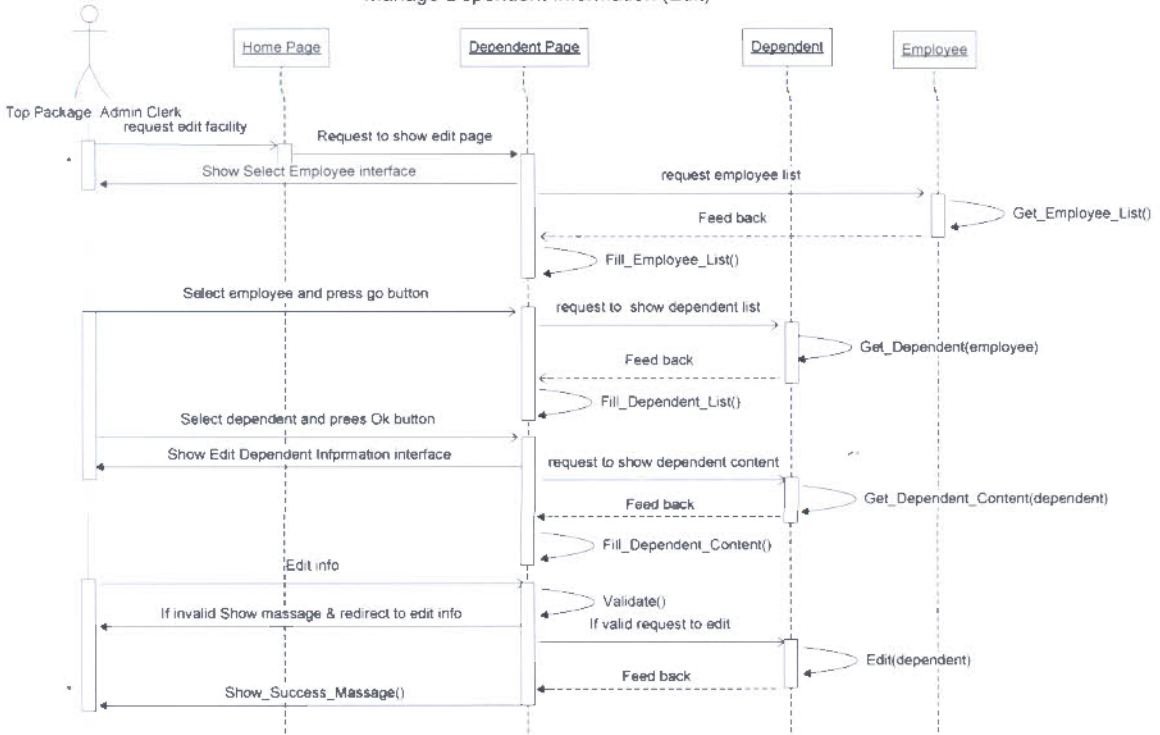 Manage Dependent Information (Edit)
Home Page
Dependent Page
Dependent
Employee
Top Package Admin Clerk
request edit facility
Request to show edit page
Show Select Employee interface
request employee list
Get_Employee_List()
Feed back
Fill_Employee_List()
Select employee and press go button
request to show dependent list
Get_Dependent(employee)
Feed back
Fill_Dependent_List()
Select dependent and prees Ok button
Show Edit Dependent Infprmation interface
request to show dependent content
Get_Dependent_Content(dependent)
Feed back
Fill_Dependent_Content()
Edit info
Validate()
If invalid Show massage & redirect to edit info
If valid request to edit
Edit(dependent)
Feed back
Show_Success_Massage()